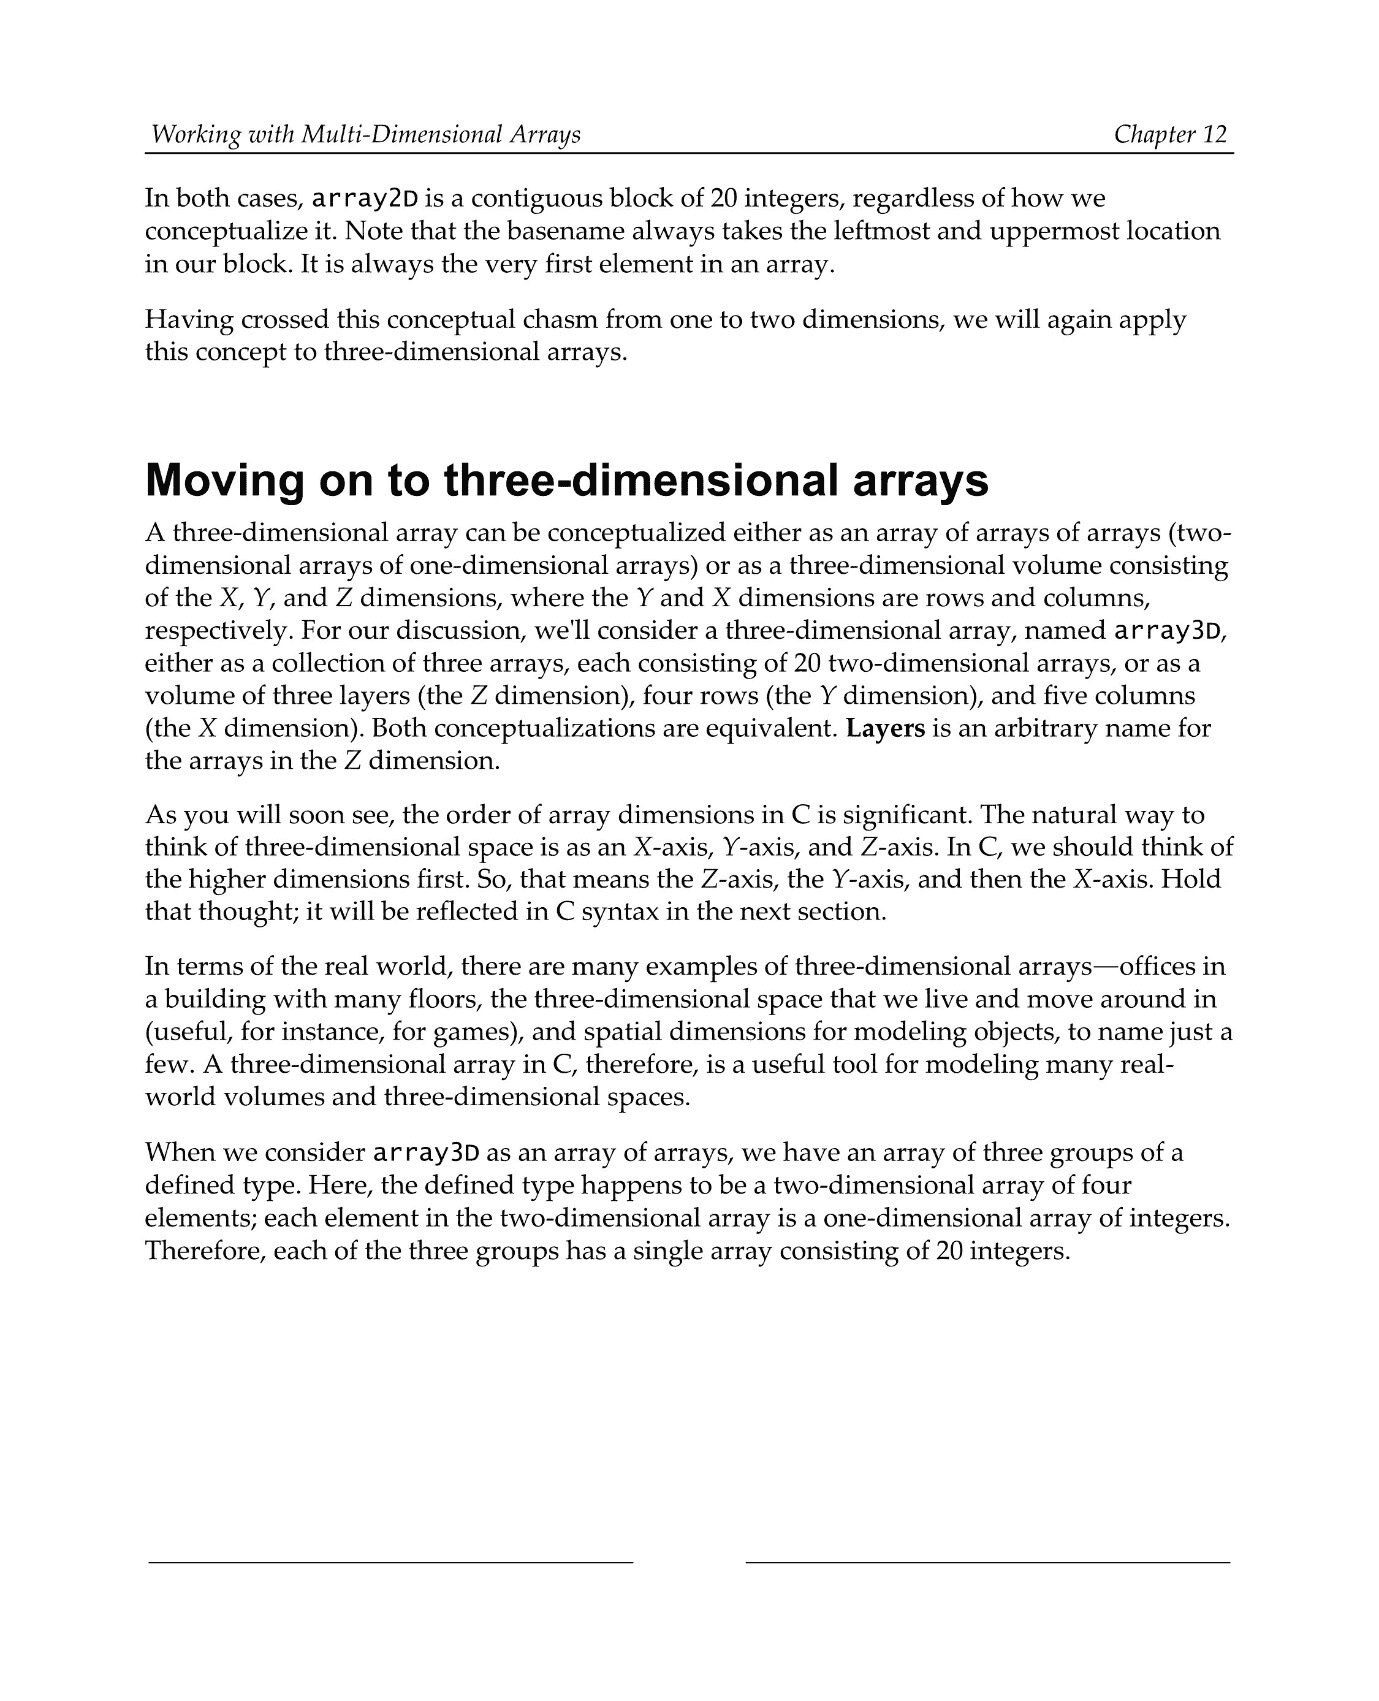 Working with Multi-Dimensional Arrays Chapter 12
In both cases, array2D is a contiguous block of 20 integers, regardless of how we
conceptualize it. Note that the basename always takes the leftmost and uppermost location
in our block. It is always the very first element in an array.
Having crossed this conceptual chasm from one to two dimensions, we will again apply
this concept to three-dimensional arrays.
Moving on to three-dimensional arrays
A three-dimensional array can be conceptualized either as an array of arrays of arrays (two-
dimensional arrays of one-dimensional arrays) or as a three-dimensional volume consisting
of the X, Y, and Z dimensions, where the Y and X dimensions are rows and columns,
respectively. For our discussion, we'll consider a three-dimensional array, named array3D,
either as a collection of three arrays, each consisting of 20 two-dimensional arrays, or as a
volume of three layers (the Z dimension), four rows (the Y dimension), and five columns
(the X dimension). Both conceptualizations are equivalent. Layers is an arbitrary name for
the arrays in the Z dimension.
As you will soon see, the order of array dimensions in C is significant. The natural way to
think of three-dimensional space is as an X-axis, Y-axis, and Z-axis. In C, we should think of
the higher dimensions first. So, that means the Z-axis, the Y-axis, and then the X-axis. Hold
that thought; it will be reflected in C syntax in the next section.
In terms of the real world, there are many examples of three-dimensional arrays—offices in
a building with many floors, the three-dimensional space that we live and move around in
(useful, for instance, for games), and spatial dimensions for modeling objects, to name just a
few. A three-dimensional array in C, therefore, is a useful tool for modeling many real-
world volumes and three-dimensional spaces.
When we consider array3D as an array of arrays, we have an array of three groups of a
defined type. Here, the defined type happens to be a two-dimensional array of four
elements; each element in the two-dimensional array is a one-dimensional array of integers.
Therefore, each of the three groups has a single array consisting of 20 integers.